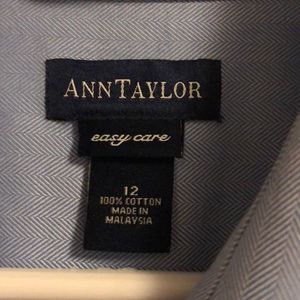 ANNTAYLOR
easy care
12
100% COTTON
MADE IN
MALAYSIA